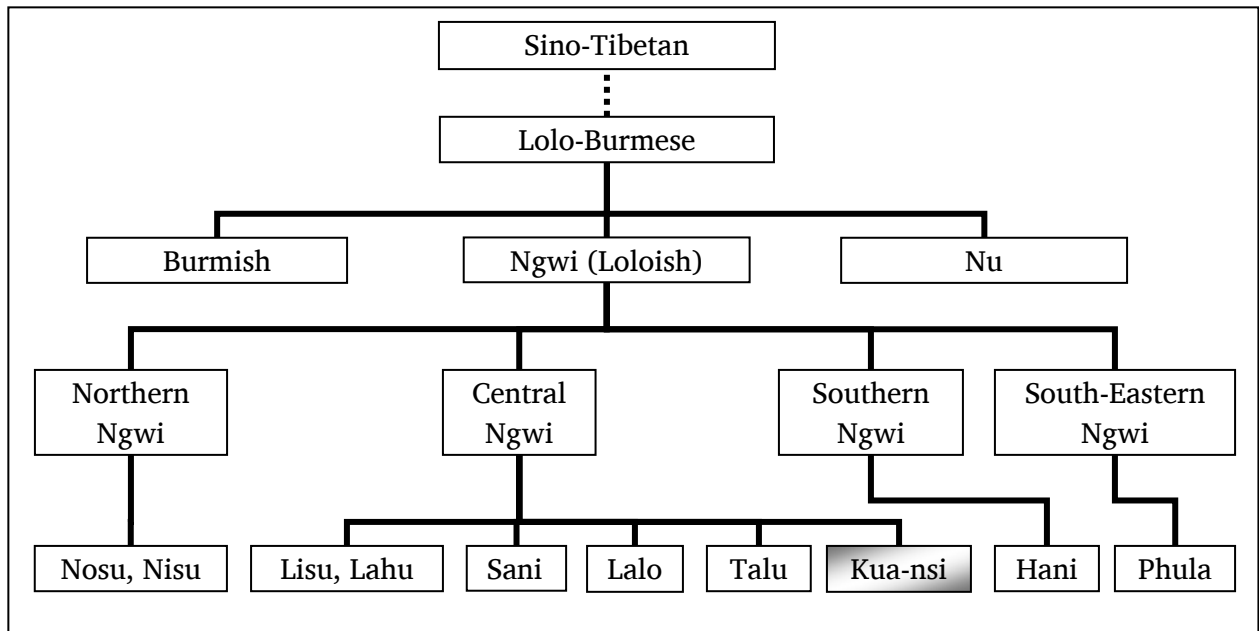 Sino-Tibetan
Lolo-Burmese
Burmish
Ngwi (Loloish)
Nu
Northern
Ngwi
Central
Ngwi
Southern
Ngwi
South-Eastern
Ngwi
Nosu, Nisu
Lisu, Lahu
Sani
Lalo
Talu
Kua-nsi
Hani
Phula